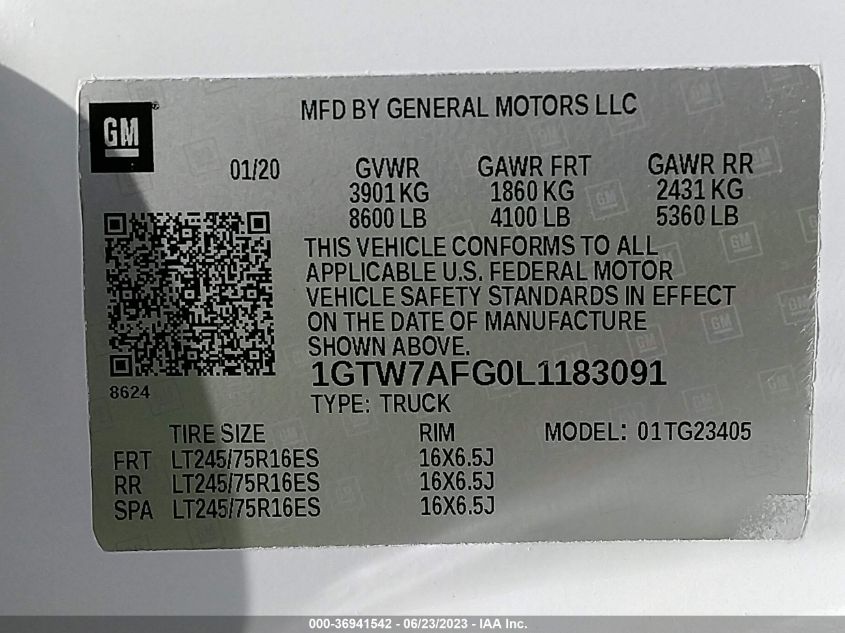 MFD BY GENERAL MOTORS LLC
GM
01/20 GVWR GAWR FRT GAWR RR
3901 KG 1860 KG 2431 KG
8600 LB 4100 LB 5360 LB
THIS VEHICLE CONFORMS TO ALL
APPLICABLE U.S. FEDERAL MOTOR
VEHICLE SAFETY STANDARDS IN EFFECT
ON THE DATE OF MANUFACTURE
SHOWN ABOVE.
8624
1GTW7AFG0L1183091
TYPE: TRUCK
TIRE SIZE RIM MODEL: 01TG23405
FRT LT245/75R16ES 16X6.5J
RR LT245/75R16ES 16X6.5J
SPA LT245/75R16ES 16X6.5J
000-36941542 - 06/23/2023 - IAA Inc.